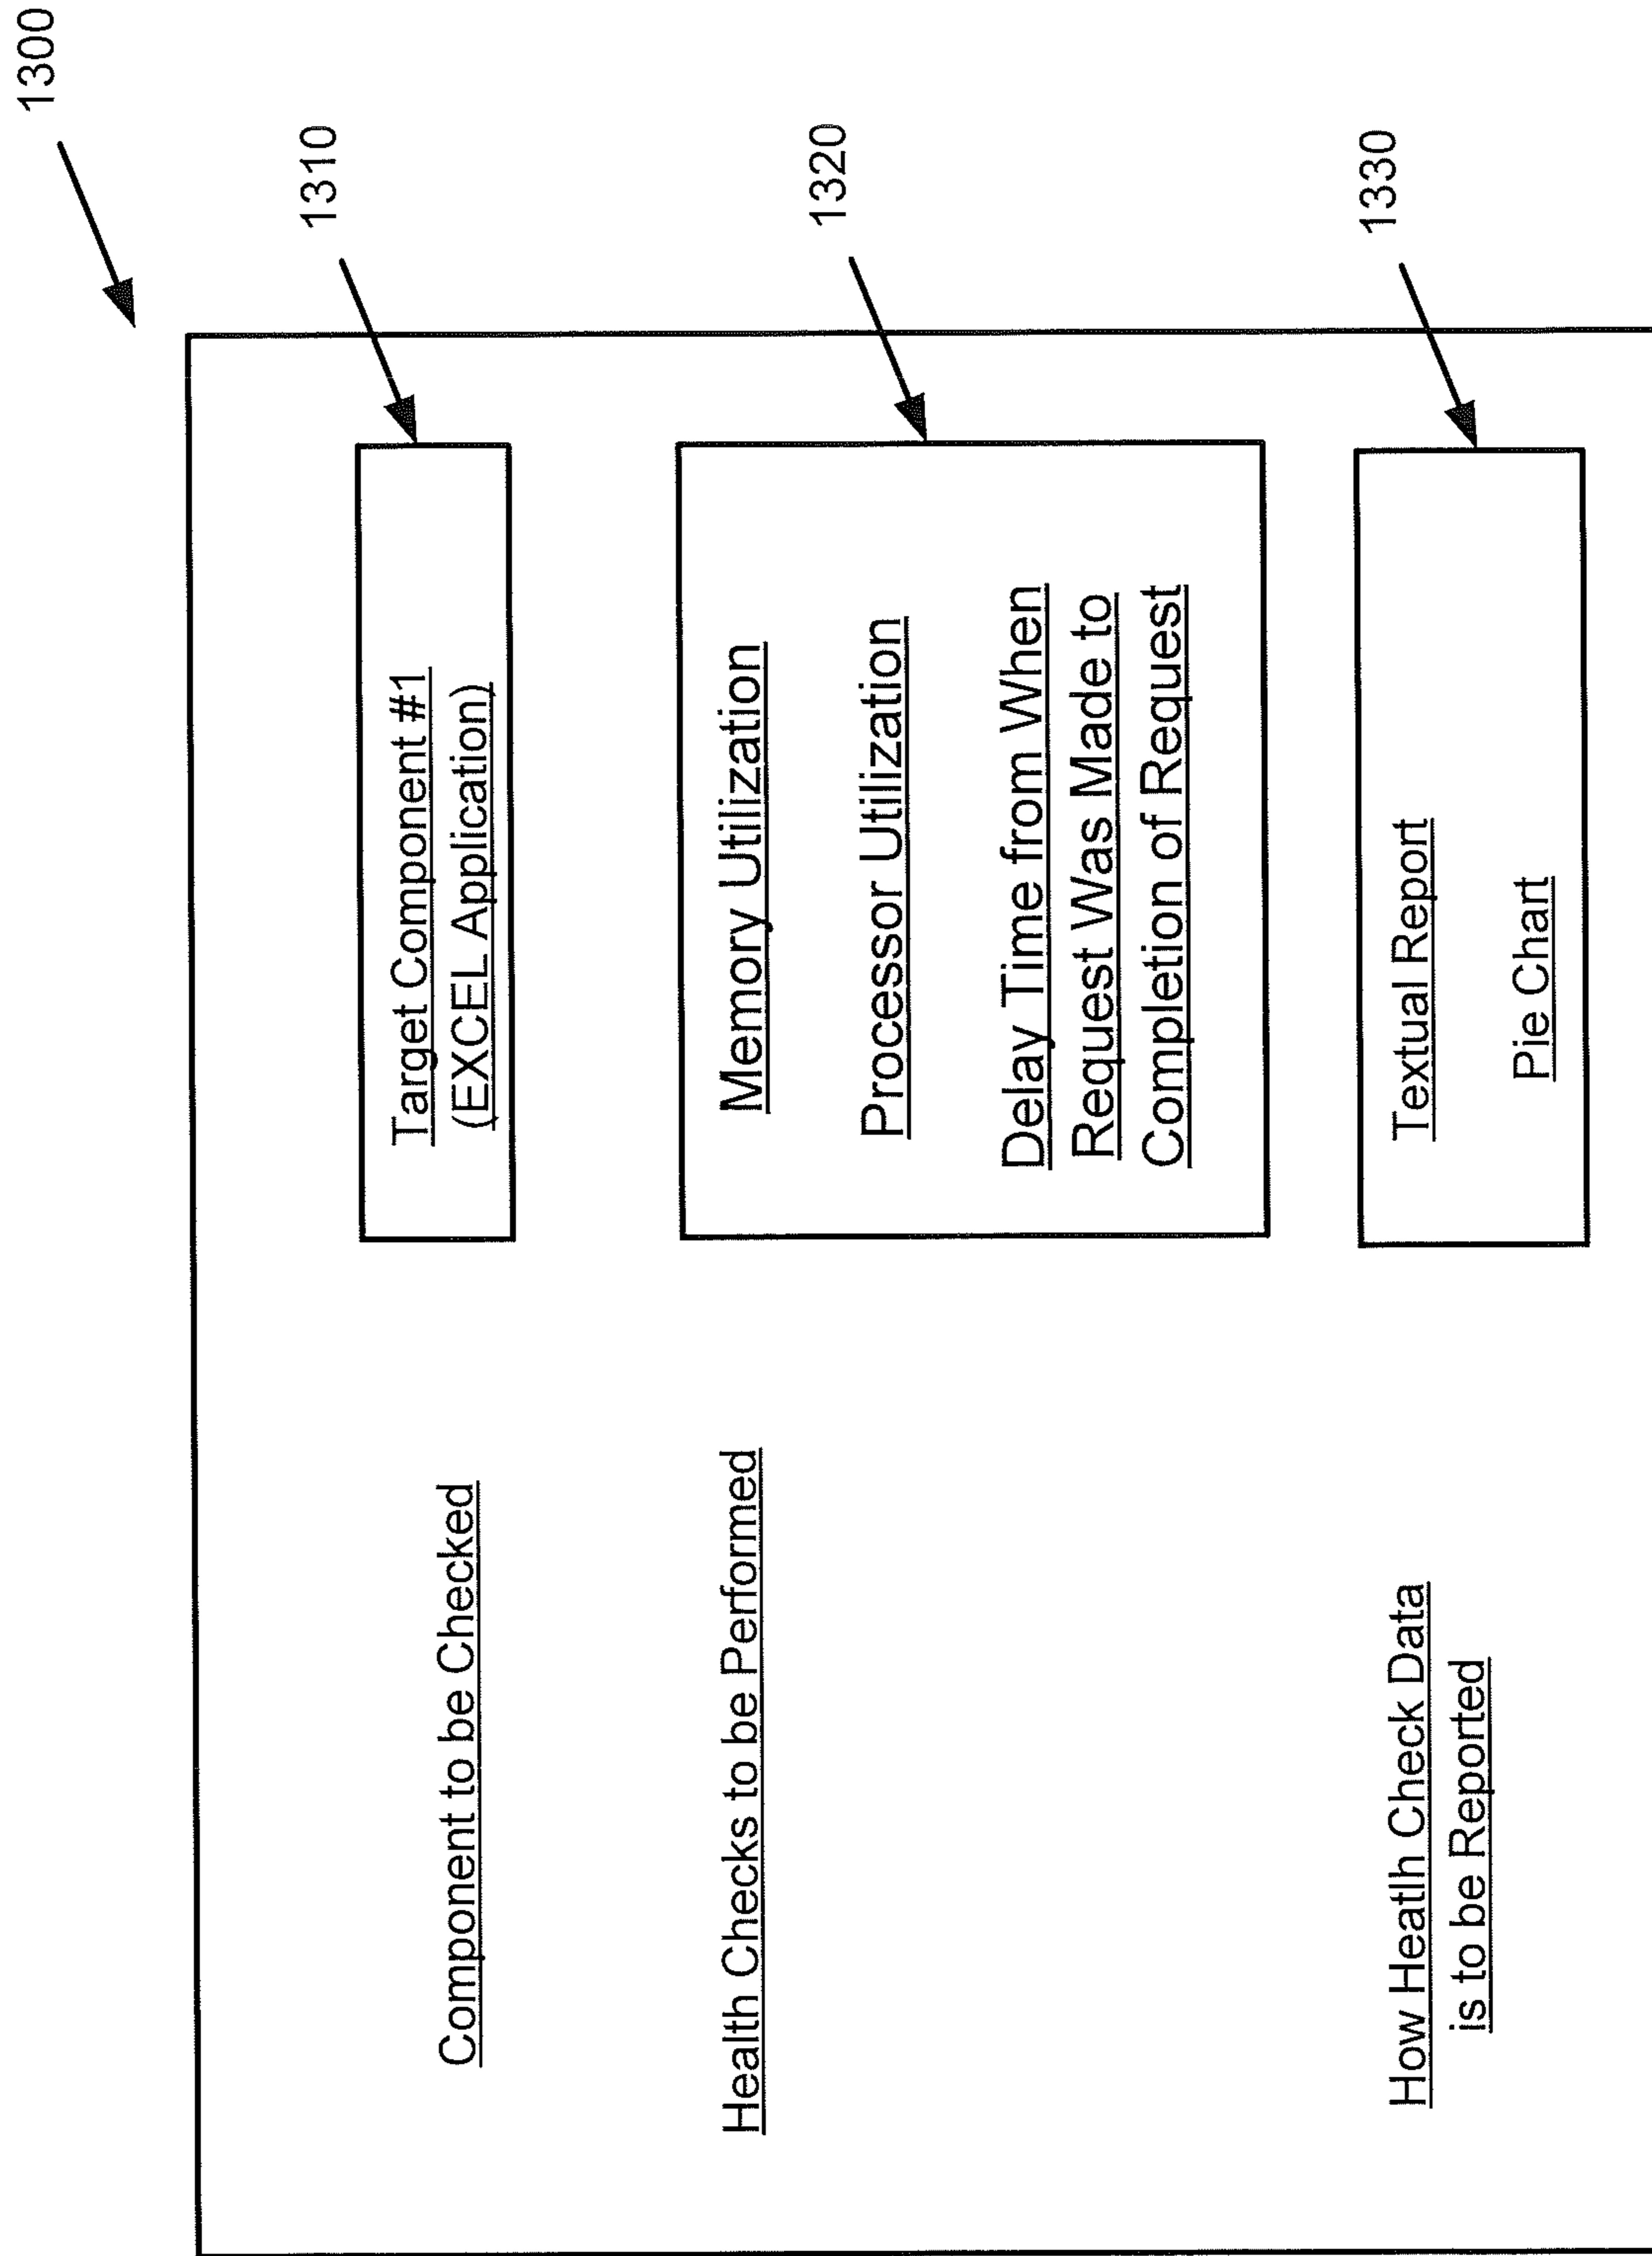 1300
Component to be Checked
Target Component #1
(EXCEL Application)
1310
Health Checks to be Performed
Memory Utilization
Processor Utilization
Delay Time from When
Request Was Made to
Completion of Request
1320
How Heatlh Check Data
is to be Reported
Textual Report
Pie Chart
1330